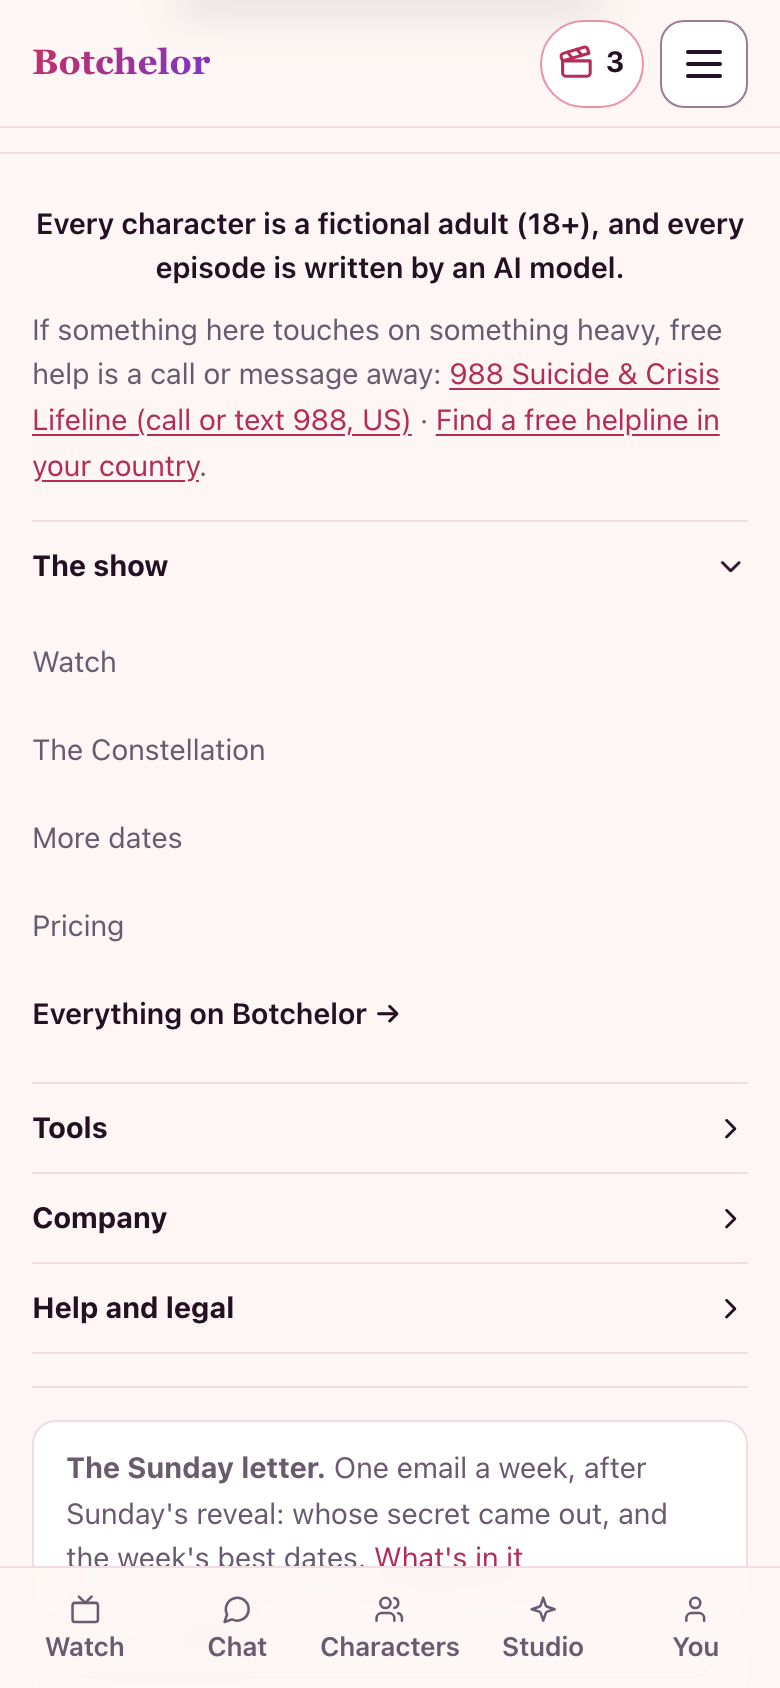 Botchelor
3
Every character is a fictional adult (18+), and every
episode is written by an AI model.
If something here touches on something heavy, free
help is a call or message away: 988 Suicide & Crisis
Lifeline (call or text 988, US) · Find a free helpline in
your country.
The show
Watch
The Constellation
More dates
Pricing
Everything on Botchelor →
Tools
Company
Help and legal
The Sunday letter. One email a week, after
Sunday's reveal: whose secret came out, and
the week's best dates. What's in it
Watch
Chat
Characters
Studio
You